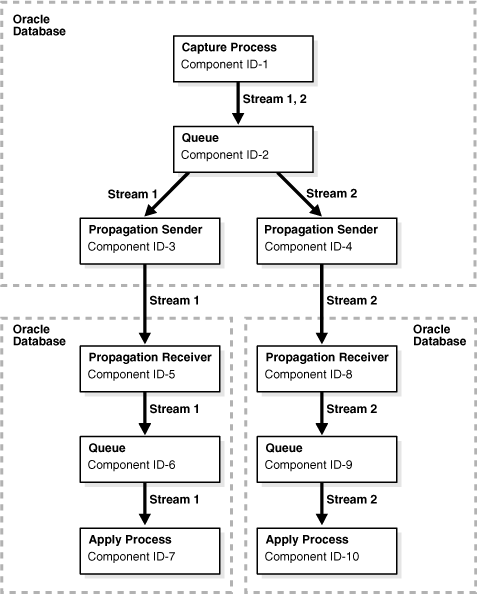 Oracle
Database
Capture Process
Component ID-1
Stream 1, 2
Queue
Component ID-2
Stream 1
Stream 2
Propagation Sender
Component ID-3
Propagation Sender
Component ID-4
Stream 1
Stream 2
Oracle
Database
Oracle
Database
Propagation Receiver
Component ID-5
Propagation Receiver
Component ID-8
Stream 1
Stream 2
Queue
Component ID-6
Queue
Component ID-9
Stream 1
Stream 2
Apply Process
Component ID-7
Apply Process
Component ID-10